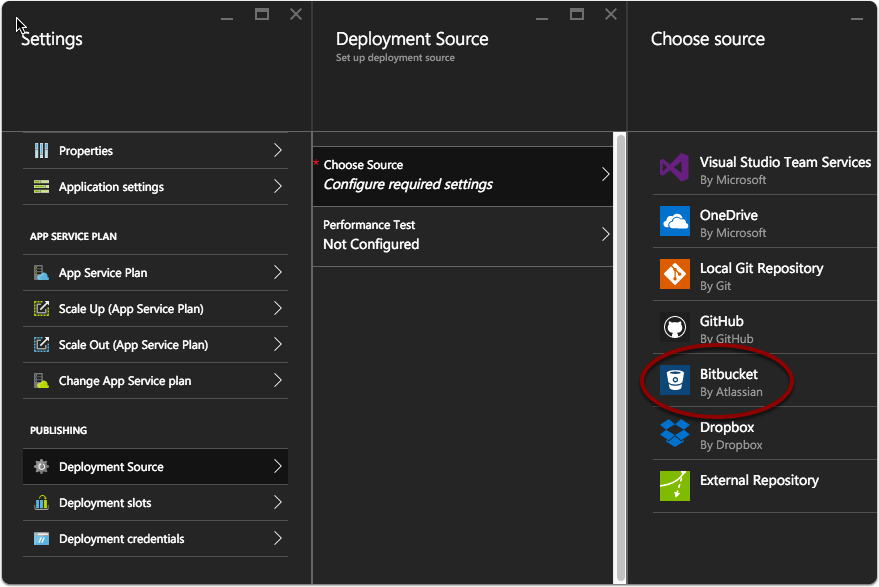 Settings
Properties
Application settings
APP SERVICE PLAN
App Service Plan
Scale Up (App Service Plan)
Scale Out (App Service Plan)
Change App Service plan
PUBLISHING
Deployment Source
Deployment slots
Deployment credentials
Deployment Source
Set up deployment source
* Choose Source
Configure required settings
Performance Test
Not Configured
Choose source
Visual Studio Team Services
By Microsoft
OneDrive
By Microsoft
Local Git Repository
By Git
GitHub
By GitHub
Bitbucket
By Atlassian
Dropbox
By Dropbox
External Repository